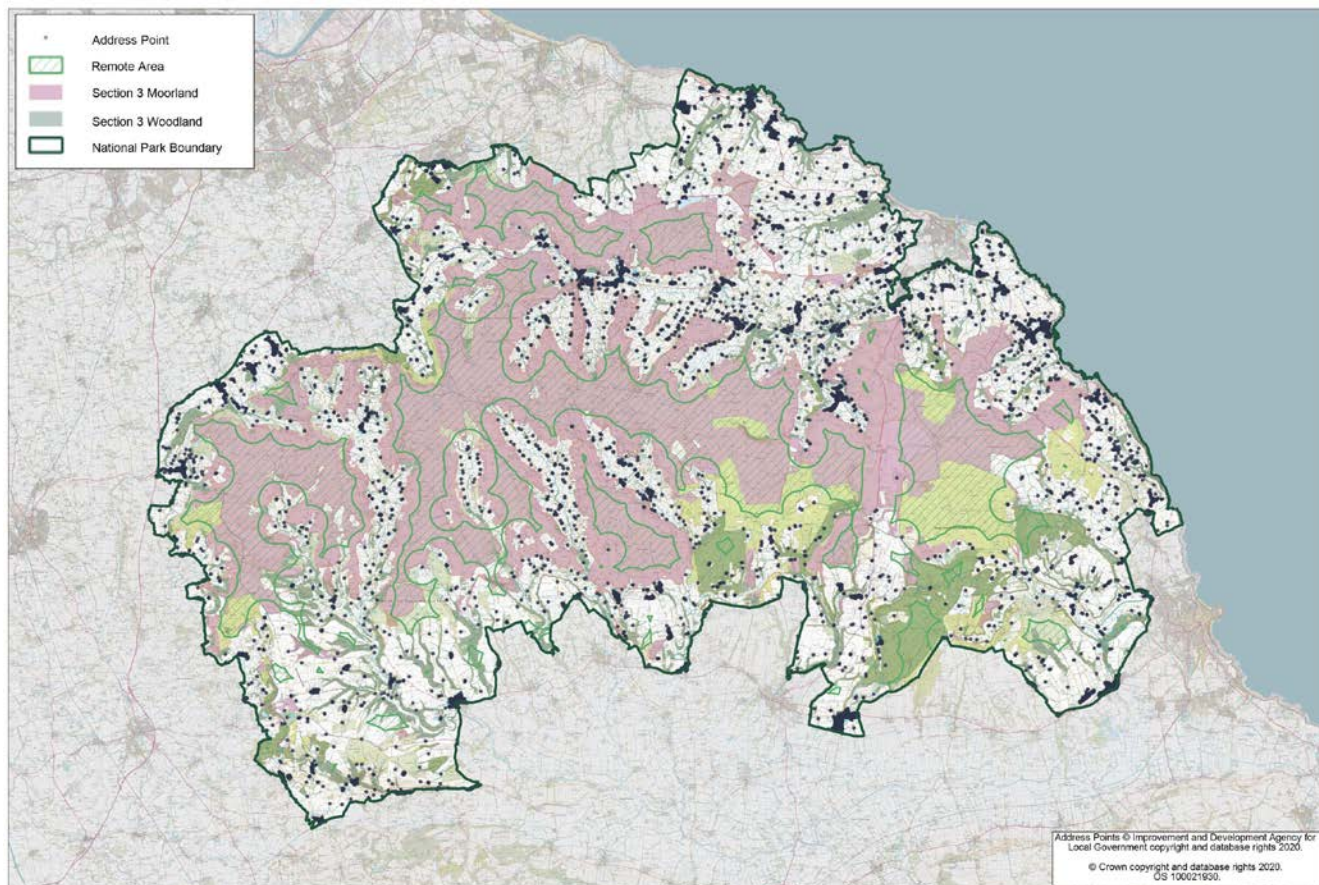 Address Point
Remote Area
Section 3 Moorland
Section 3 Woodland
National Park Boundary
Address Points © Improvement and Development Agency for
Local Government copyright and database rights 2020.
© Crown copyright and database rights 2020.
OS 100021930.